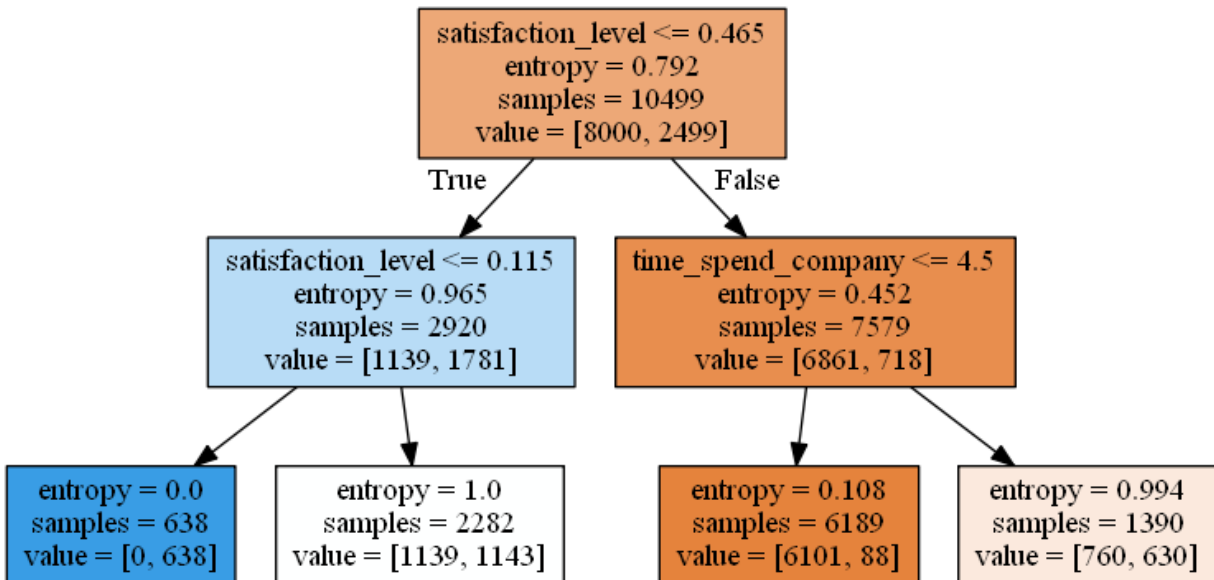 satisfaction_level <= 0.465
entropy = 0.792
samples = 10499
value = [8000, 2499]
True
False
satisfaction_level <= 0.115
entropy = 0.965
samples = 2920
value = [1139, 1781]
time_spend_company <= 4.5
entropy = 0.452
samples = 7579
value = [6861, 718]
entropy = 0.0
samples = 638
value = [0, 638]
entropy = 1.0
samples = 2282
value = [1139, 1143]
entropy = 0.108
samples = 6189
value = [6101, 88]
entropy = 0.994
samples = 1390
value = [760, 630]